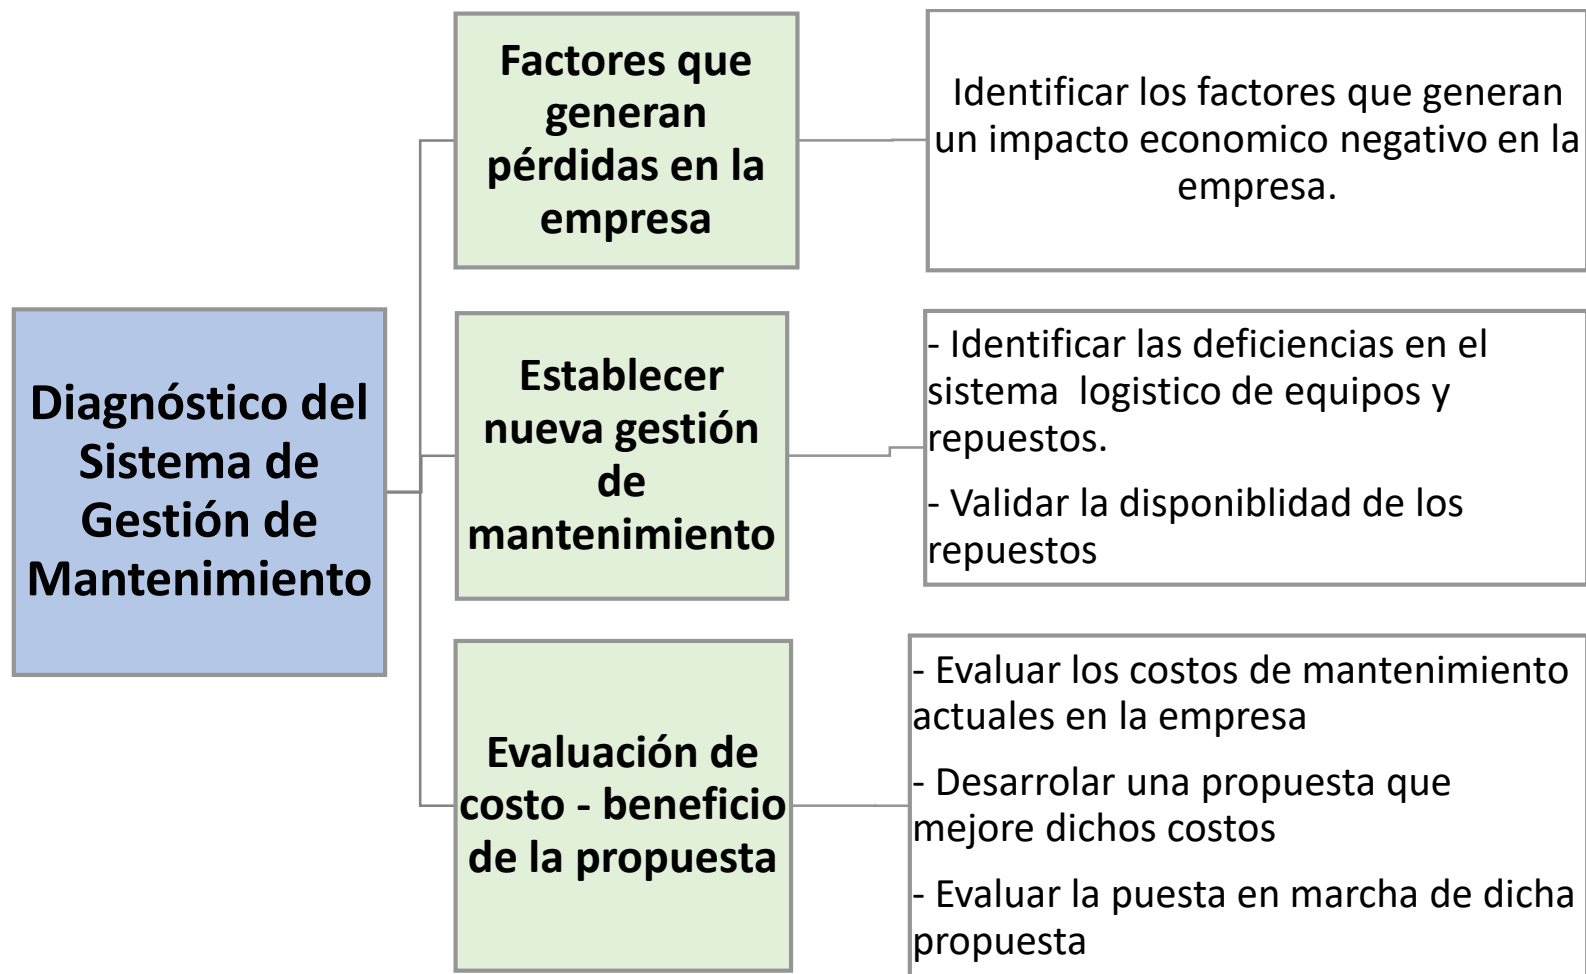 Diagnóstico del
Sistema de
Gestión de
Mantenimiento
Factores que
generan
pérdidas en la
empresa
Identificar los factores que generan
un impacto economico negativo en la
empresa.
Establecer
nueva gestión
de
mantenimiento
- Identificar las deficiencias en el
sistema  logistico de equipos y
repuestos.
- Validar la disponiblidad de los
repuestos
Evaluación de
costo - beneficio
de la propuesta
- Evaluar los costos de mantenimiento
actuales en la empresa
- Desarrolar una propuesta que
mejore dichos costos
- Evaluar la puesta en marcha de dicha
propuesta